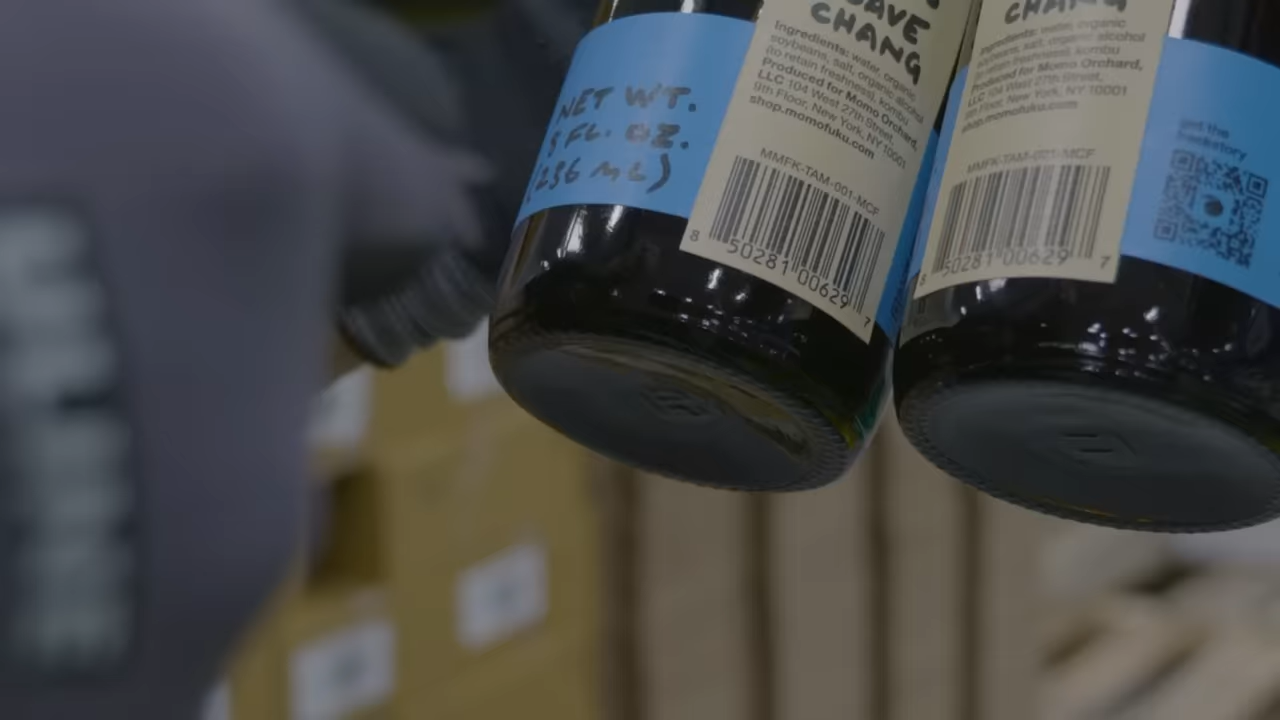 NET WT.
8 FL. OZ.
(236 ML)
DAVE
CHANG
Ingredients: water, organic
soybeans, salt, organic alcohol
(to retain freshness), kombu
Produced for Momo Orchard,
LLC 104 West 27th Street,
9th Floor, New York, NY 10001
shop.momofuku.com
MMFK-TAM-001-MCF
8 50281 00629 7
CHANG
Ingredients: water, organic
soybeans, salt, organic alcohol
(to retain freshness), kombu
Produced for Momo Orchard,
LLC 104 West 27th Street,
9th Floor, New York, NY 10001
shop.momofuku.com
MMFK-TAM-001-MCF
8 50281 00629 7
get the
backstory